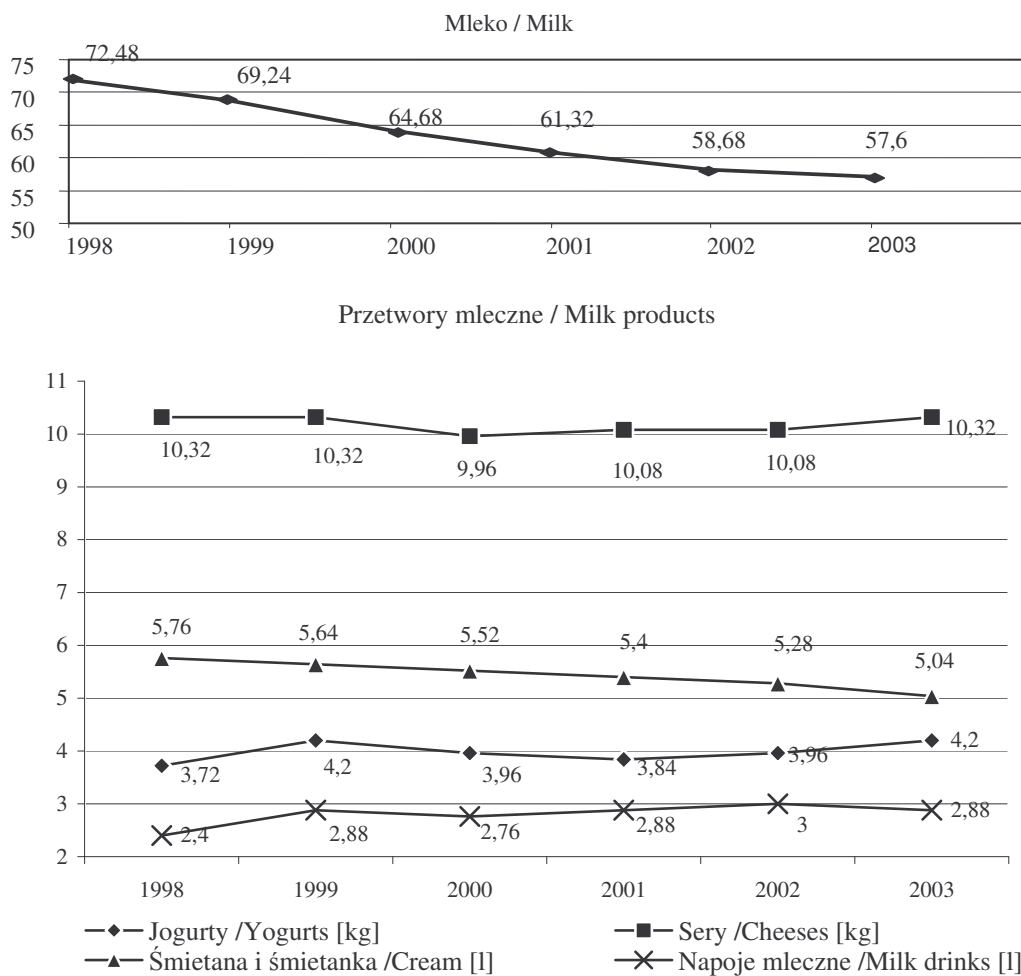 Mleko / Milk
75
70
65
60
55
50
72,48
69,24
64,68
61,32
58,68
57,6
1998 1999 2000 2001 2002 2003
Przetwory mleczne / Milk products
11
10
9
8
7
6
5
4
3
2
10,32 10,32 9,96 10,08 10,08 10,32
5,76 5,64 5,52 5,4 5,28 5,04
3,72 4,2 3,96 3,84 3,96 4,2
2,4 2,88 2,76 2,88 3 2,88
1998 1999 2000 2001 2002 2003
Jogurty /Yogurts [kg] Sery /Cheeses [kg]
Śmietana i śmietanka /Cream [l] Napoje mleczne /Milk drinks [l]